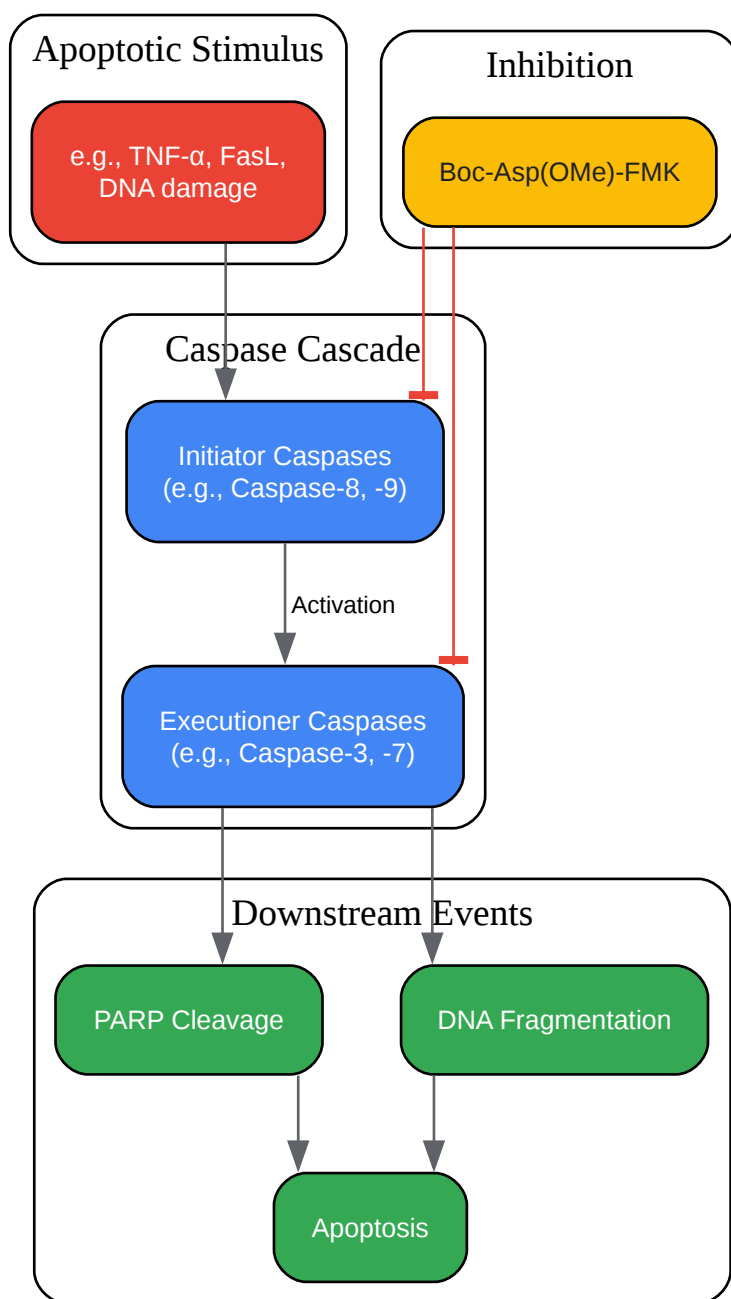 Apoptotic Stimulus
e.g., TNF-α, FasL,
DNA damage
Inhibition
Boc-Asp(OMe)-FMK
Caspase Cascade
Initiator Caspases
(e.g., Caspase-8, -9)
Activation
Executioner Caspases
(e.g., Caspase-3, -7)
Downstream Events
PARP Cleavage
DNA Fragmentation
Apoptosis